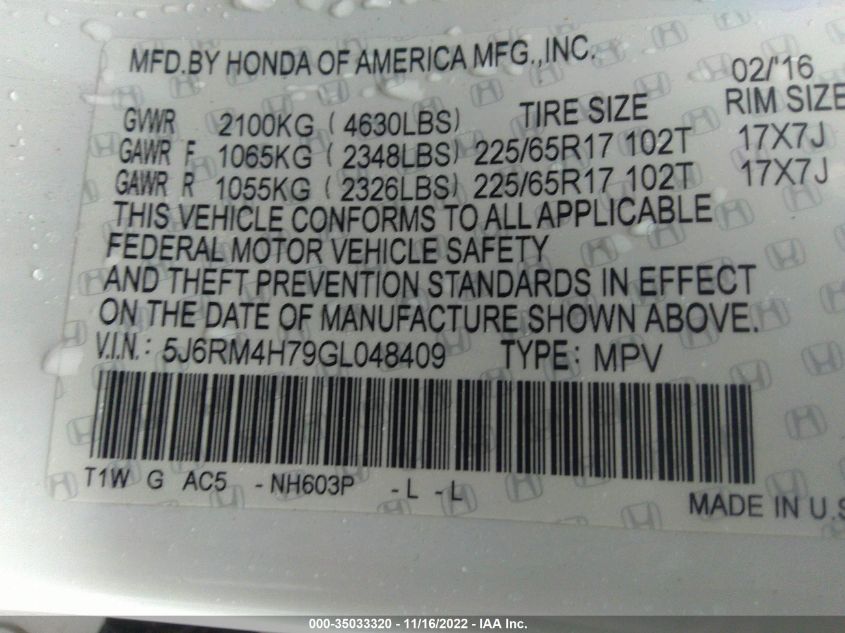 MFD.BY HONDA OF AMERICA MFG.,INC. 02/'16
GVWR 2100KG ( 4630LBS) TIRE SIZE RIM SIZE
GAWR F 1065KG ( 2348LBS) 225/65R17 102T 17X7J
GAWR R 1055KG ( 2326LBS) 225/65R17 102T 17X7J
THIS VEHICLE CONFORMS TO ALL APPLICABLE
FEDERAL MOTOR VEHICLE SAFETY
AND THEFT PREVENTION STANDARDS IN EFFECT
ON THE DATE OF MANUFACTURE SHOWN ABOVE.
V.I.N.: 5J6RM4H79GL048409 TYPE: MPV
T1W G AC5 -NH603P -L -L
MADE IN U.S
000-35033320 - 11/16/2022 - IAA Inc.